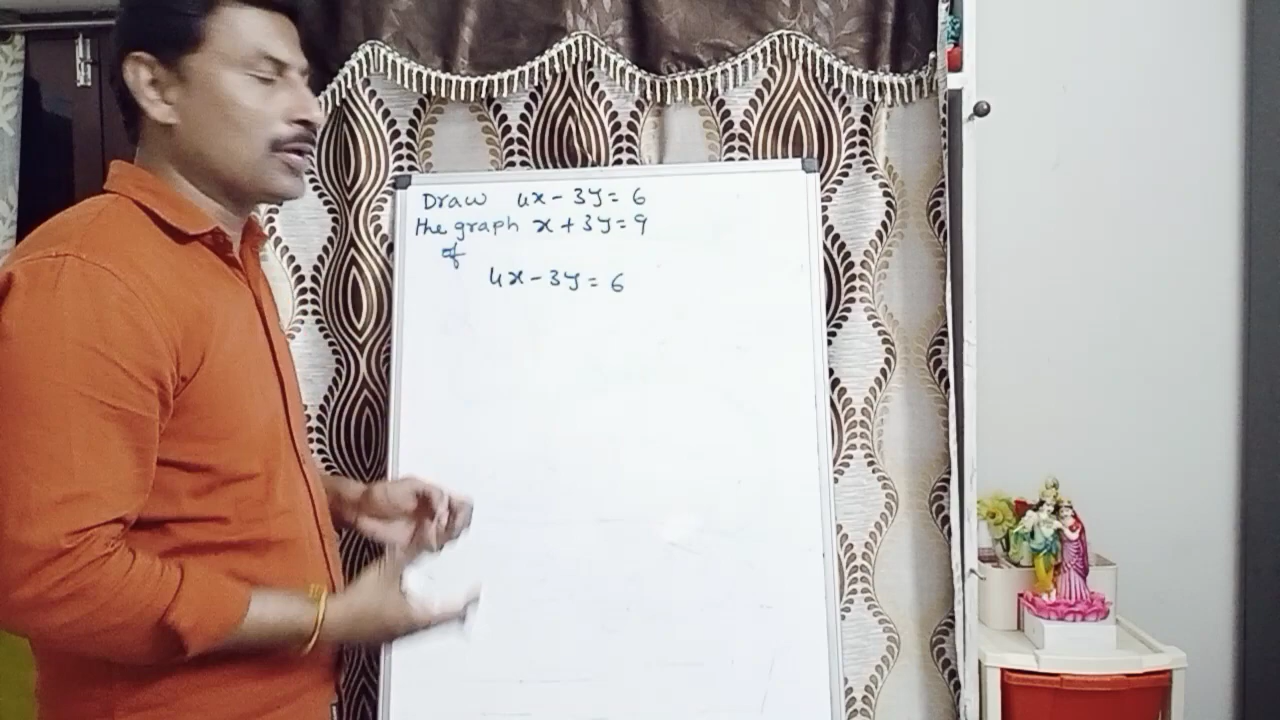 Draw 4x - 3y = 6
the graph x + 3y = 9
of
4x - 3y = 6